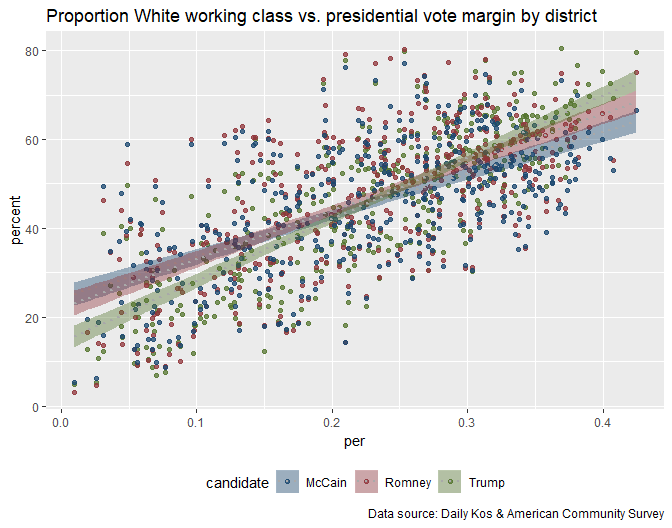 Proportion White working class vs. presidential vote margin by district
80
60
40
20
0
percent
0.0 0.1 0.2 0.3 0.4
per
candidate McCain Romney Trump
Data source: Daily Kos & American Community Survey